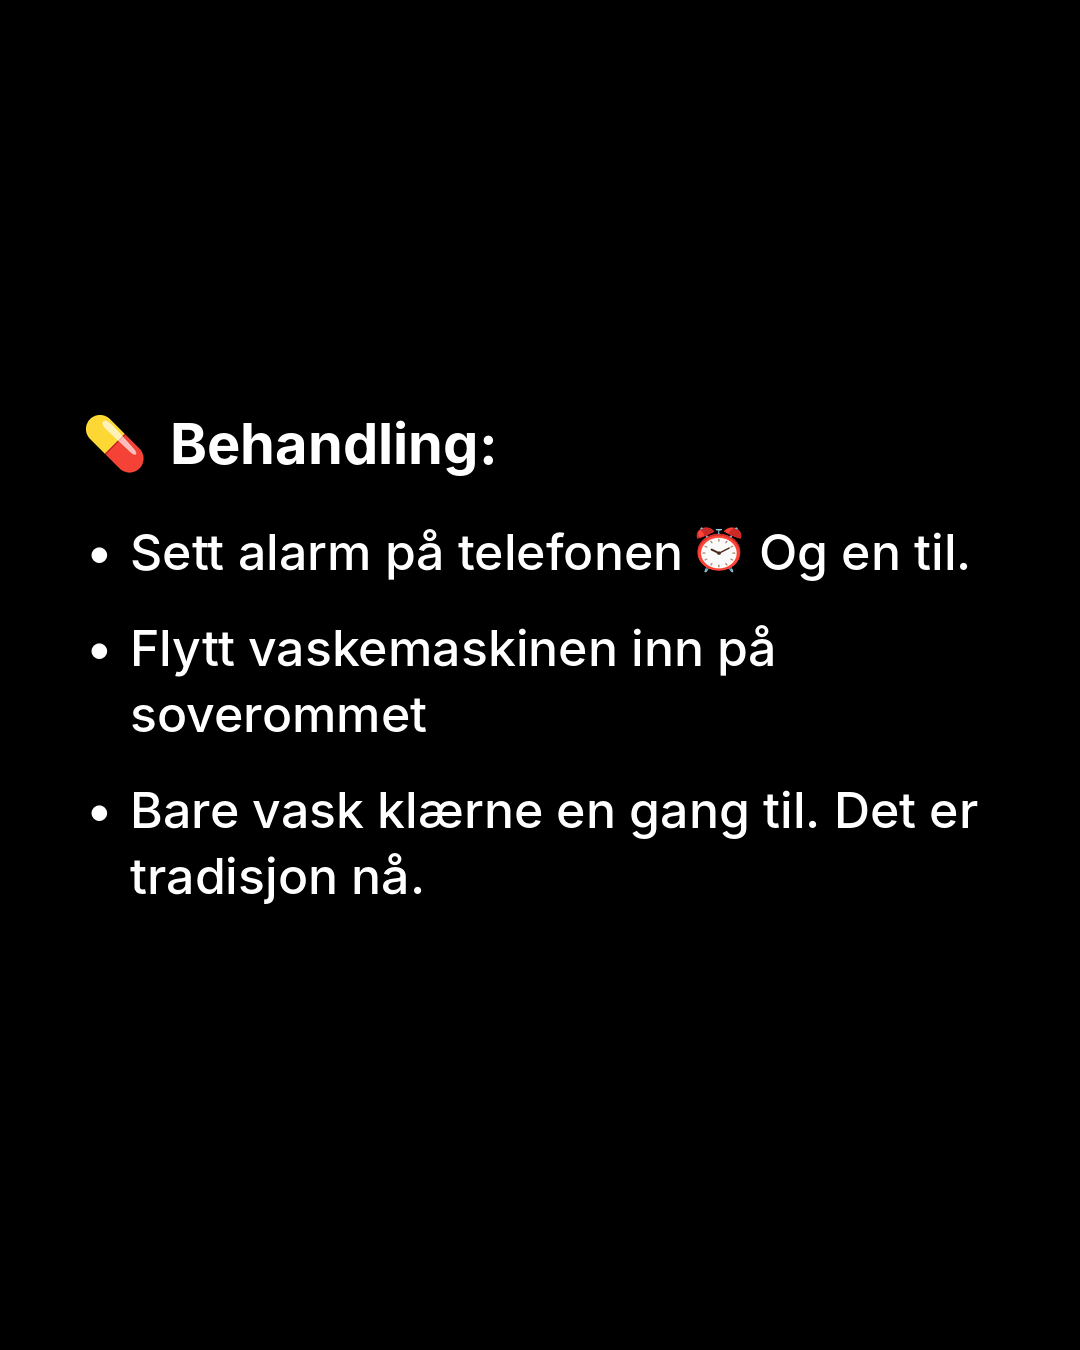 💊 Behandling:
• Sett alarm på telefonen ⏰ Og en til.
• Flytt vaskemaskinen inn på
soverommet
• Bare vask klærne en gang til. Det er
tradisjon nå.